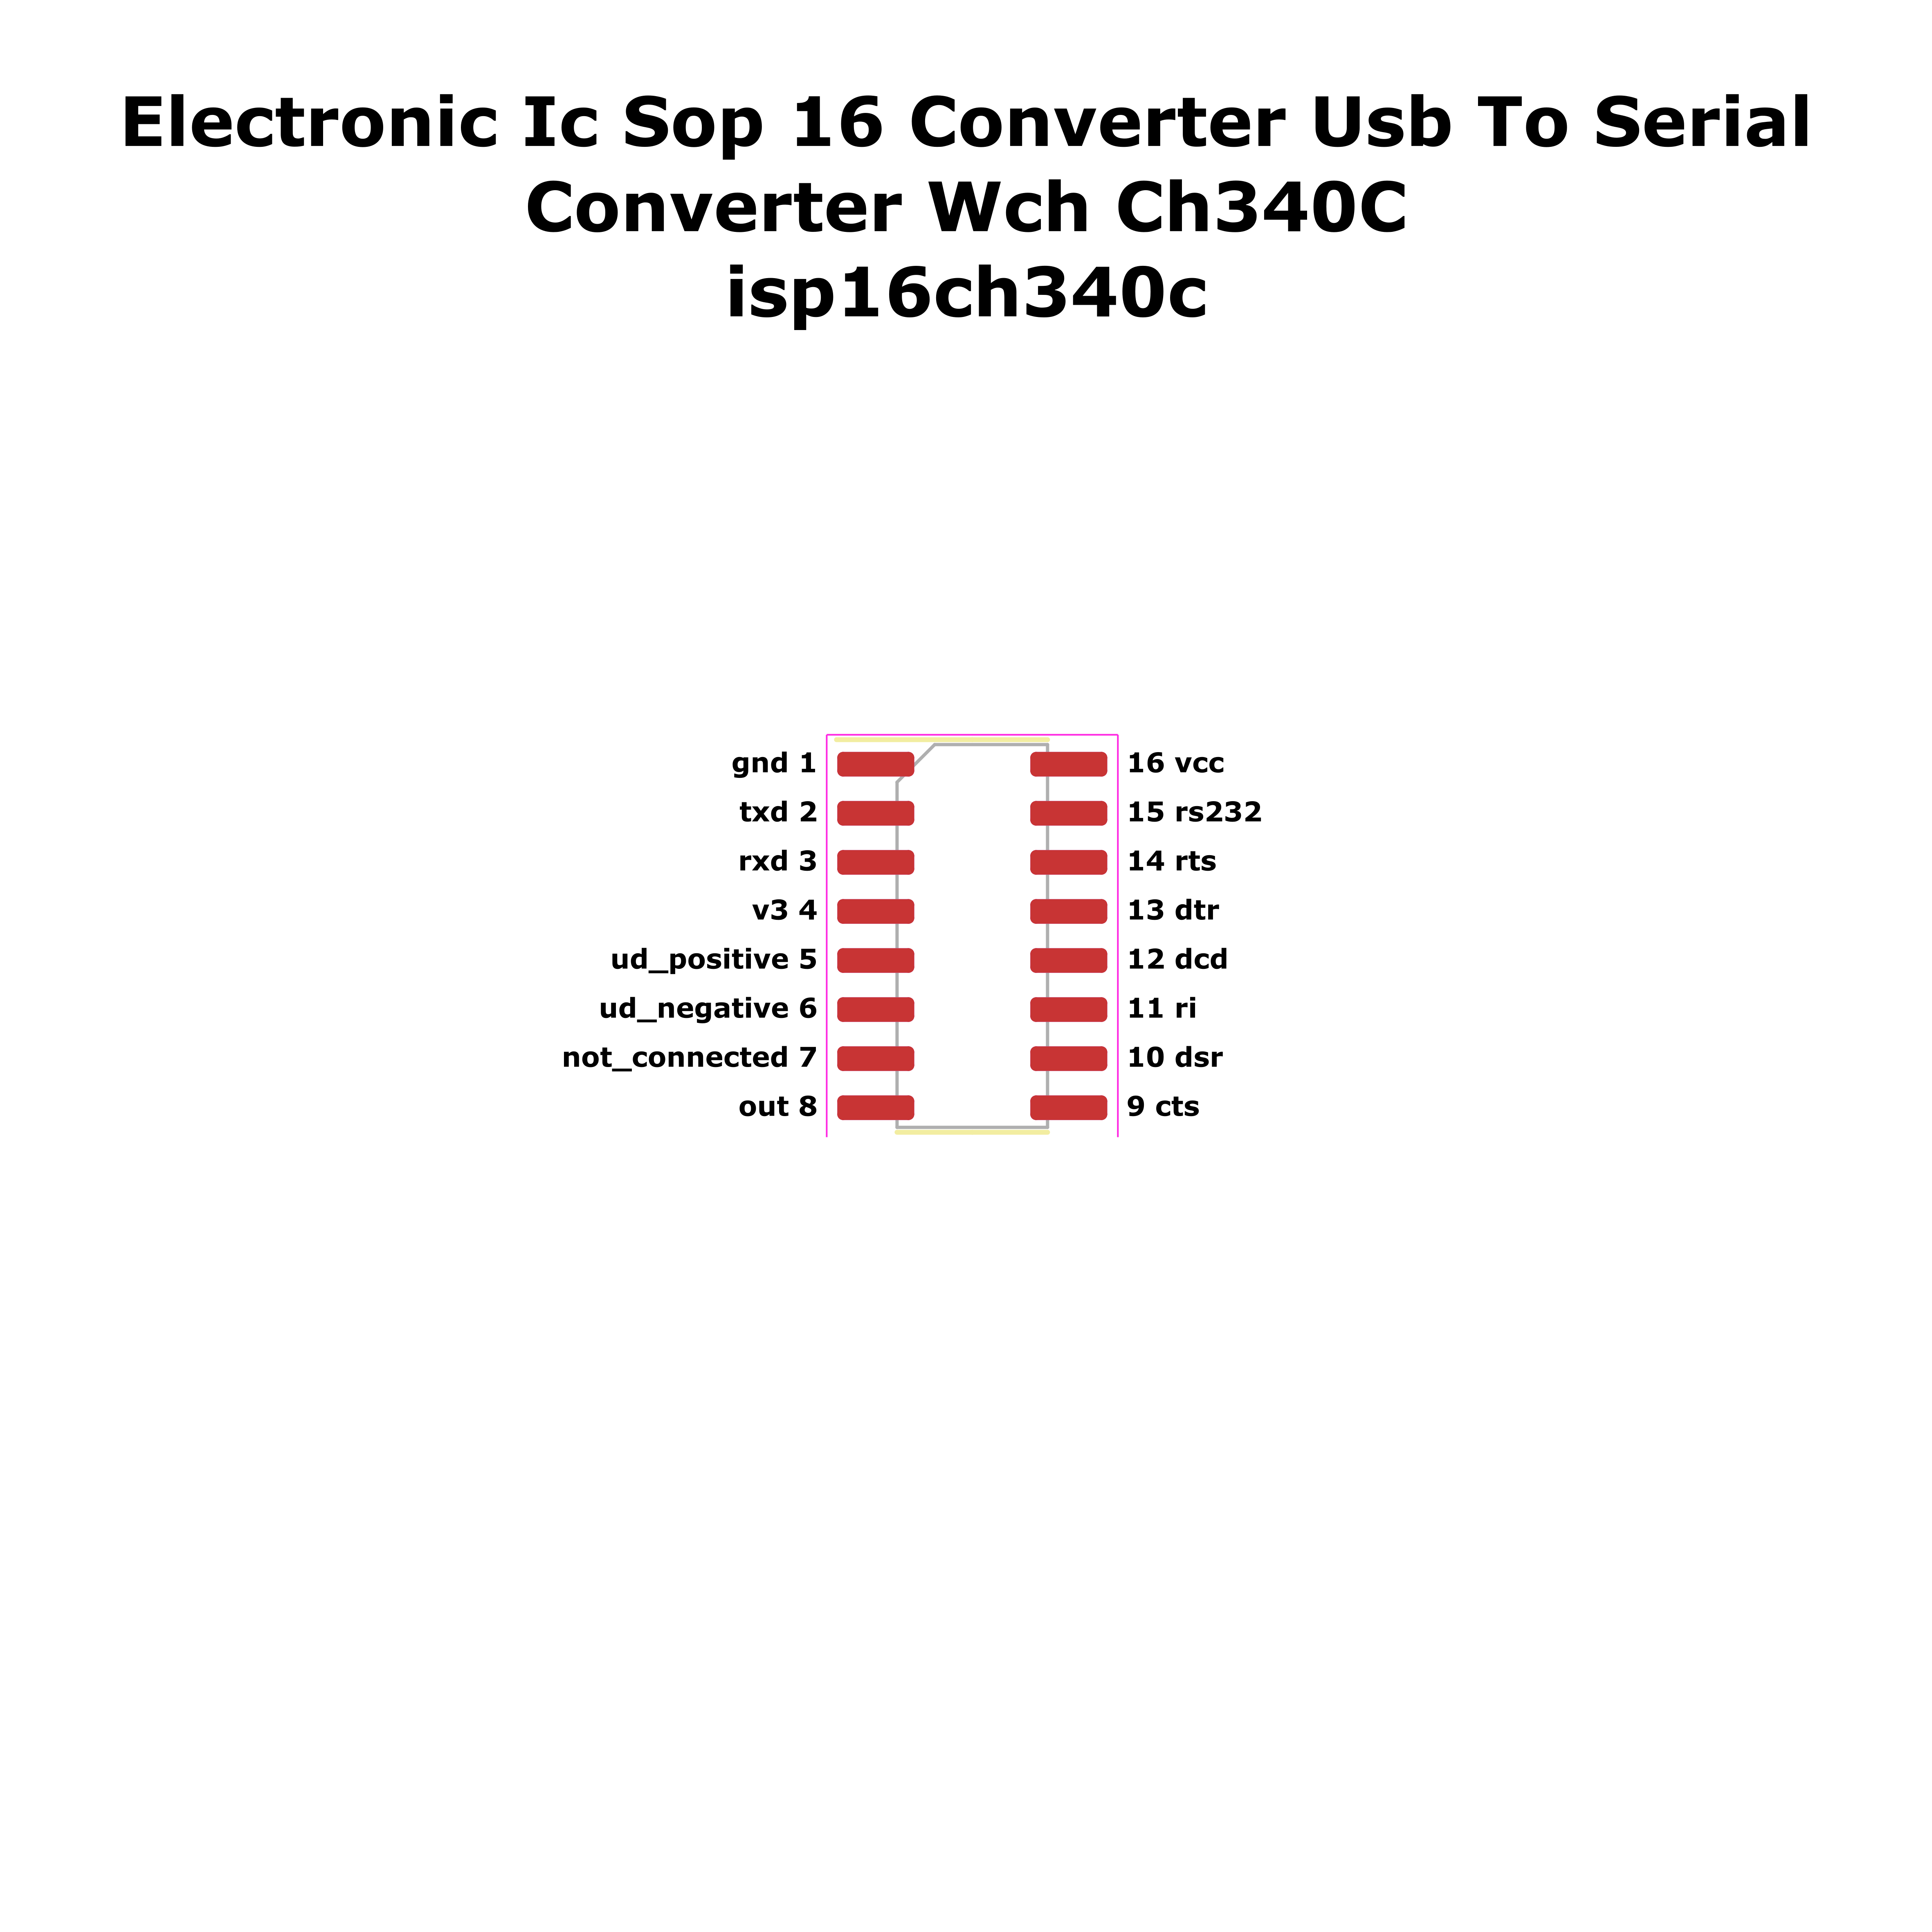 Electronic Ic Sop 16 Converter Usb To Serial
Converter Wch Ch340C
isp16ch340c
gnd 1
txd 2
rxd 3
v3 4
ud_positive 5
ud_negative 6
not_connected 7
out 8
16 vcc
15 rs232
14 rts
13 dtr
12 dcd
11 ri
10 dsr
9 cts